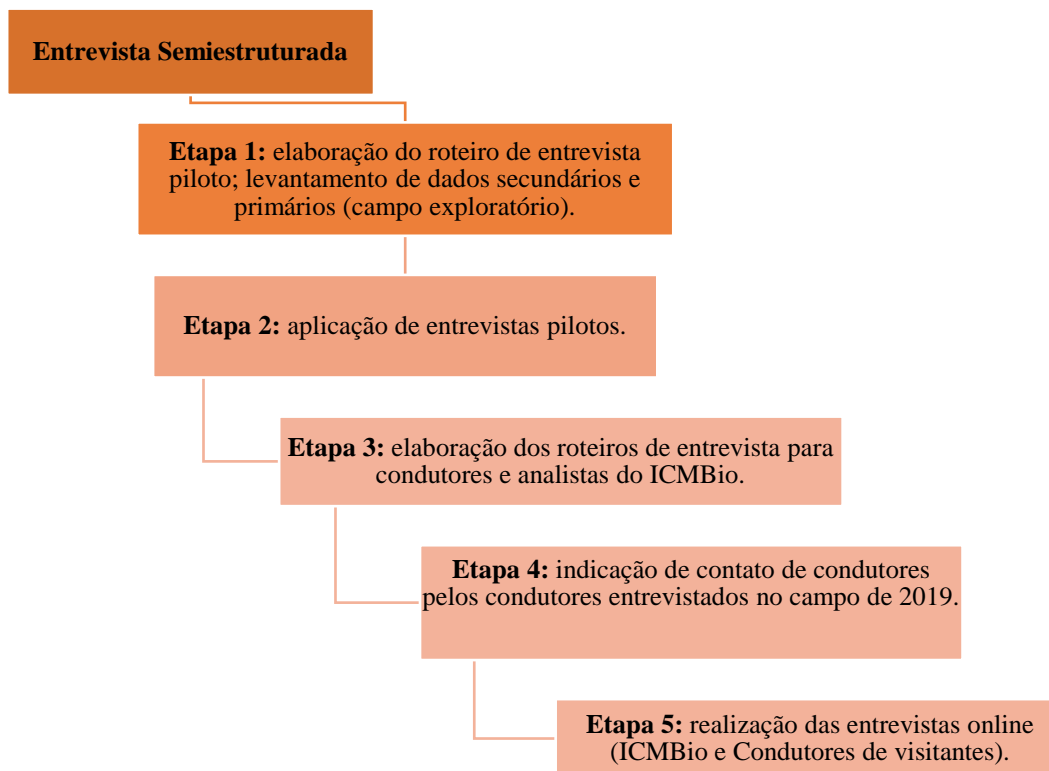 Entrevista Semiestruturada
Etapa 1: elaboração do roteiro de entrevista
piloto; levantamento de dados secundários e
primários (campo exploratório).
Etapa 2: aplicação de entrevistas pilotos.
Etapa 3: elaboração dos roteiros de entrevista para
condutores e analistas do ICMBio.
Etapa 4: indicação de contato de condutores
pelos condutores entrevistados no campo de 2019.
Etapa 5: realização das entrevistas online
(ICMBio e Condutores de visitantes).